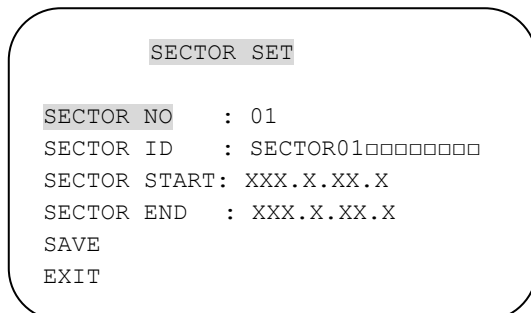 SECTOR SET
SECTOR NO : 01
SECTOR ID : SECTOR01□□□□□□□□
SECTOR START: XXX.X.XX.X
SECTOR END : XXX.X.XX.X
SAVE
EXIT